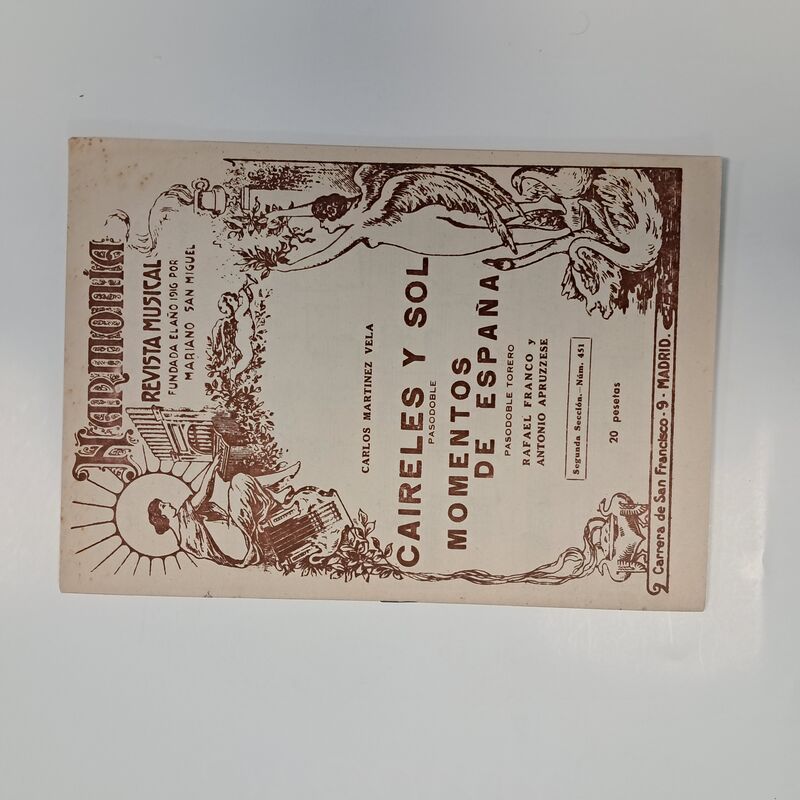 HARMONÍA
REVISTA MUSICAL
FUNDADA EL AÑO 1916 POR
MARIANO SAN MIGUEL
CARLOS MARTINEZ VELA
CAIRELES Y SOL
PASODOBLE
MOMENTOS
DE ESPAÑA
PASODOBLE TORERO
RAFAEL FRANCO y
ANTONIO APRUZZESE
Segunda Sección.—Núm. 451
20 pesetas
Carrera de San Francisco - 9 - MADRID.